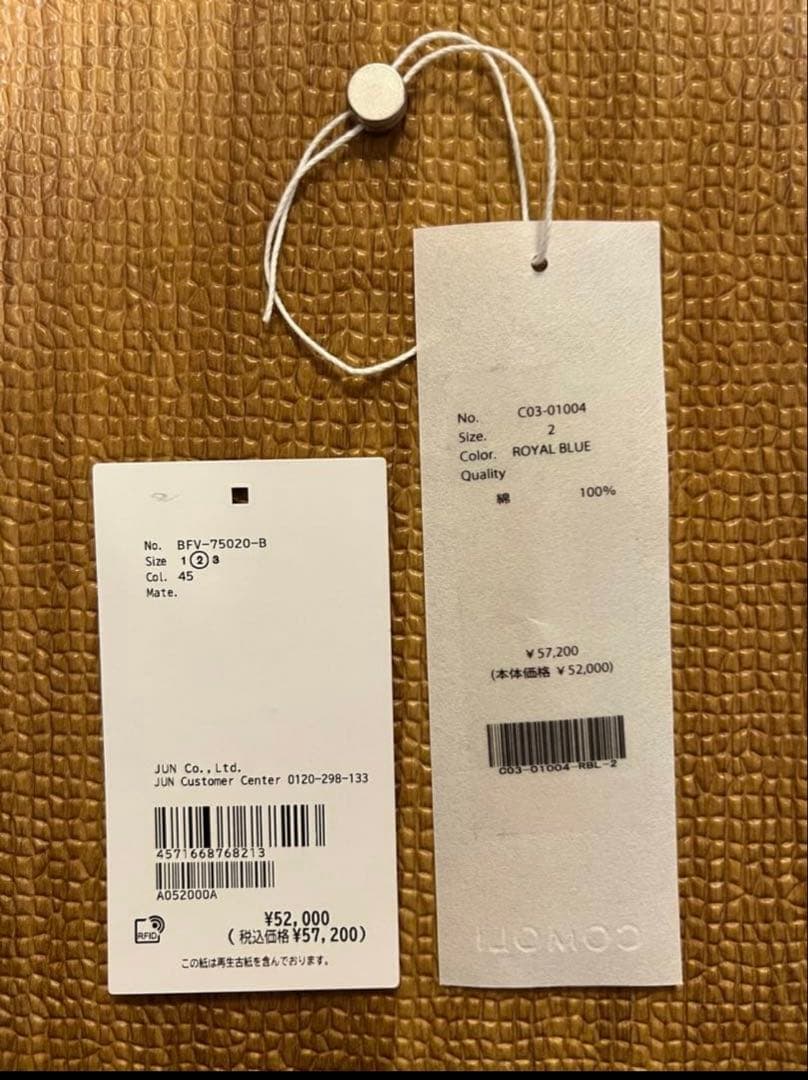 No. BFV-75020-B
Size 1 2 3
Col. 45
Mate.
JUN Co.,Ltd.
JUN Customer Center 0120-298-133
4571668768213
A052000A
RFID
¥52,000
(税込価格¥57,200)
この紙は再生古紙を含んでおります。
No. C03-01004
Size. 2
Color. ROYAL BLUE
Quality
綿 100%
¥57,200
(本体価格 ¥52,000)
C03-01004-RBL-2
COMOLI